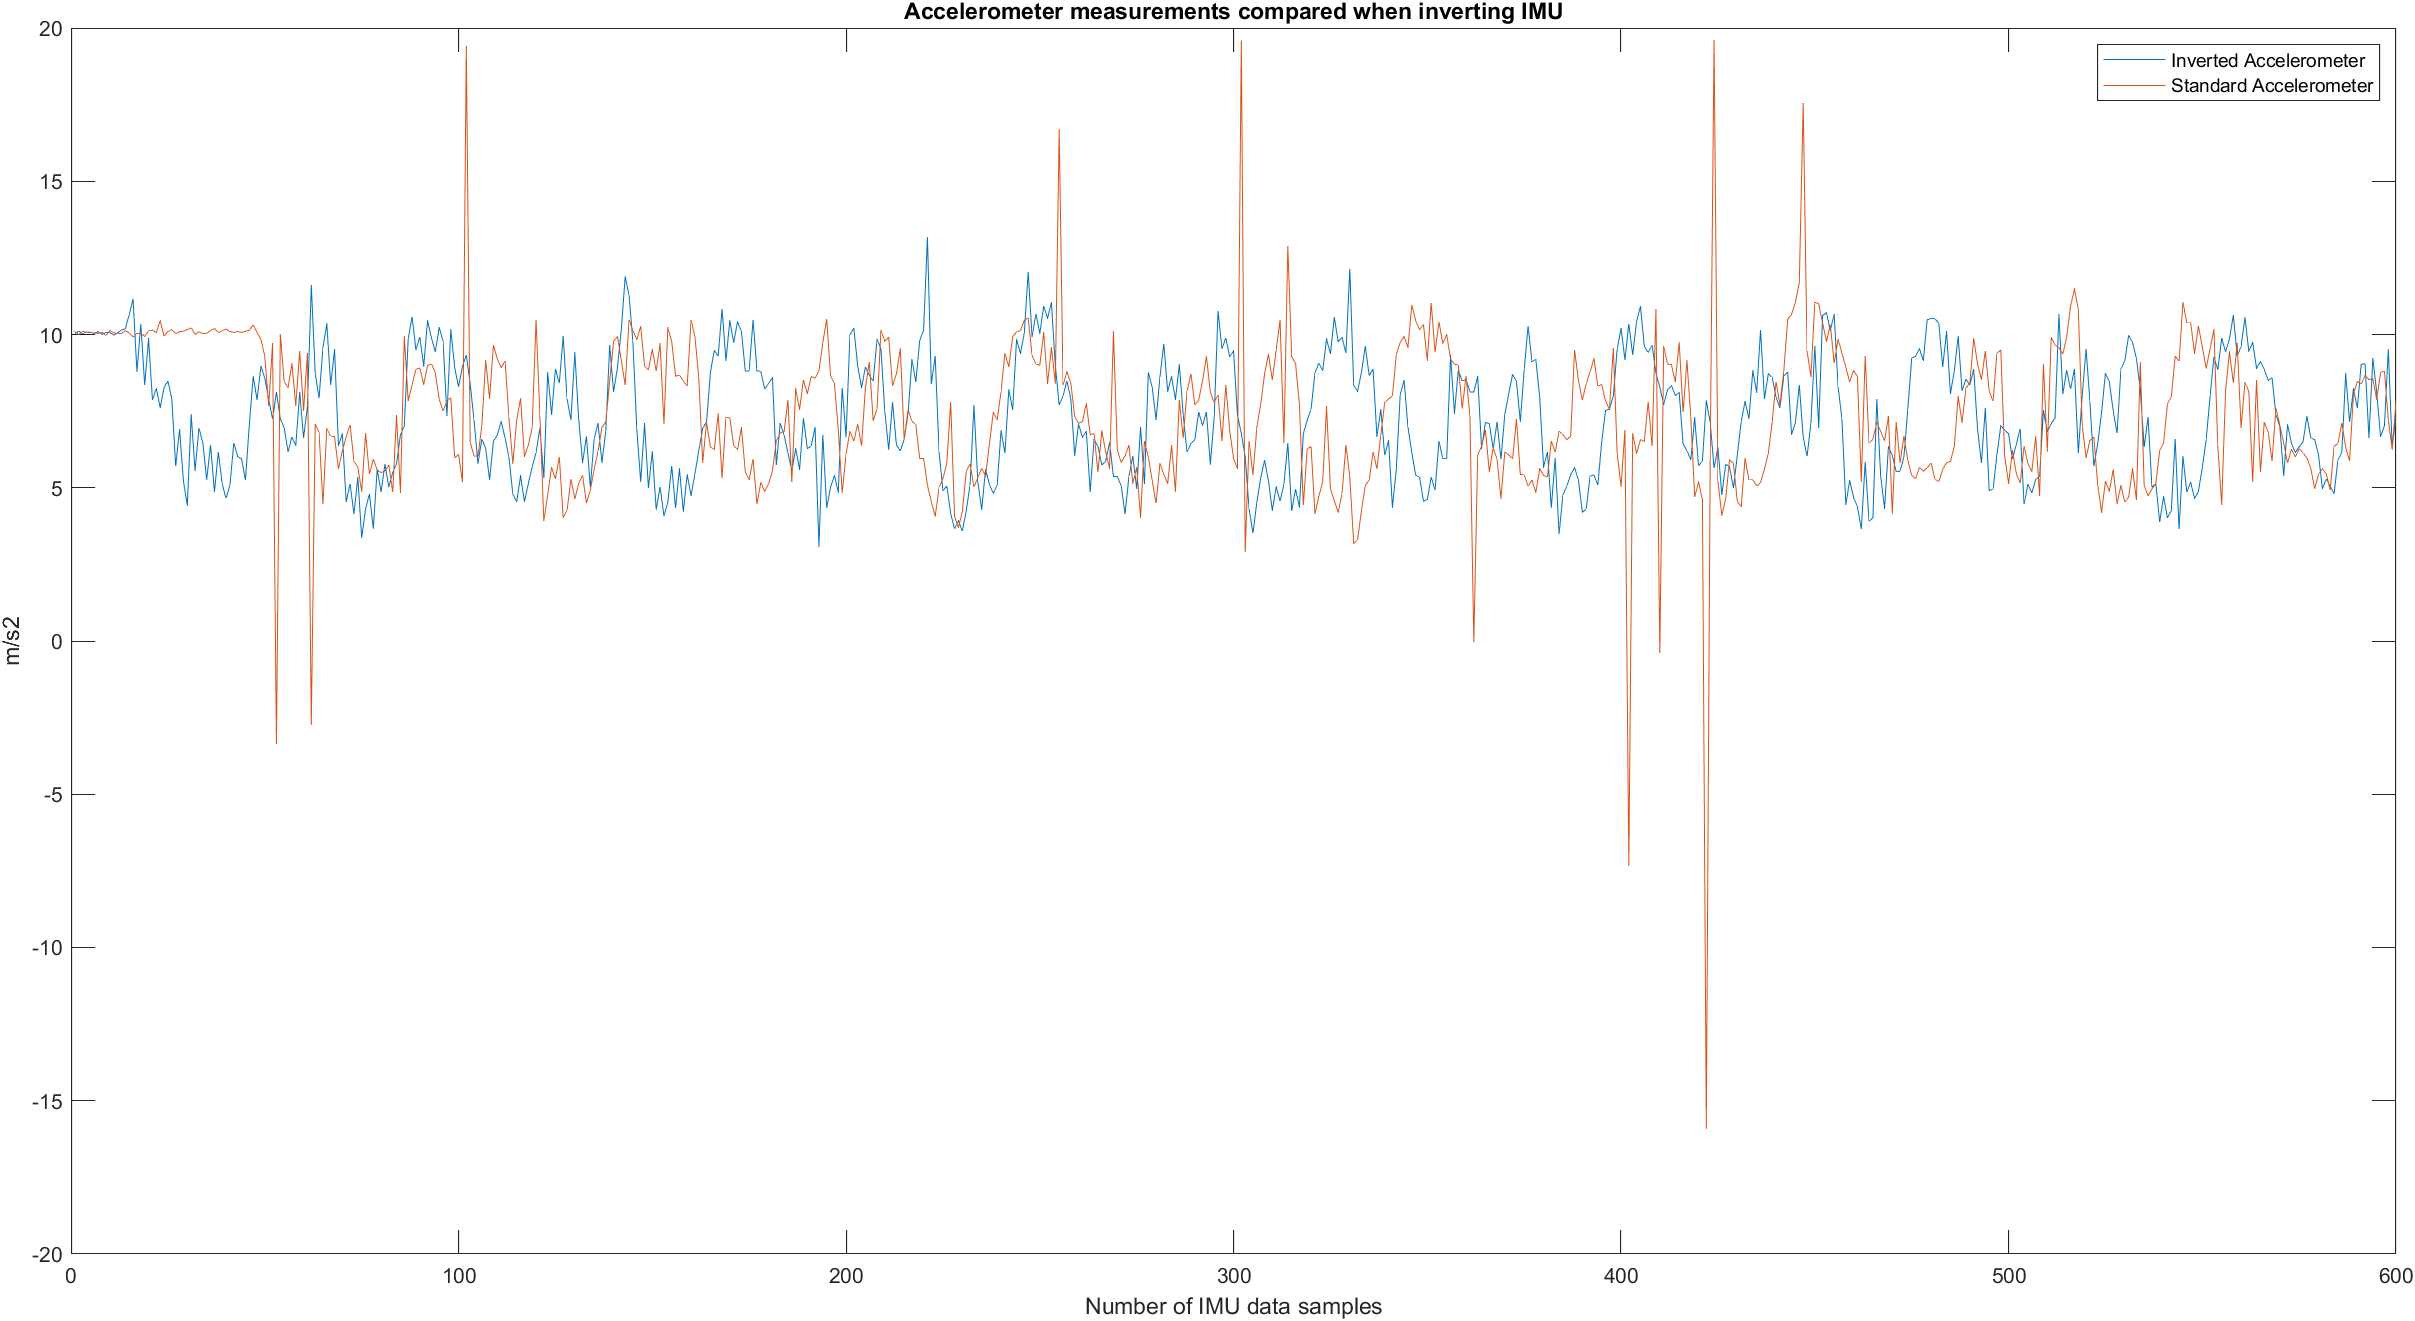 Accelerometer measurements compared when inverting IMU
20
15
10
5
0
-5
-10
-15
-20
m/s2
Inverted Accelerometer
Standard Accelerometer
0 100 200 300 400 500 600
Number of IMU data samples